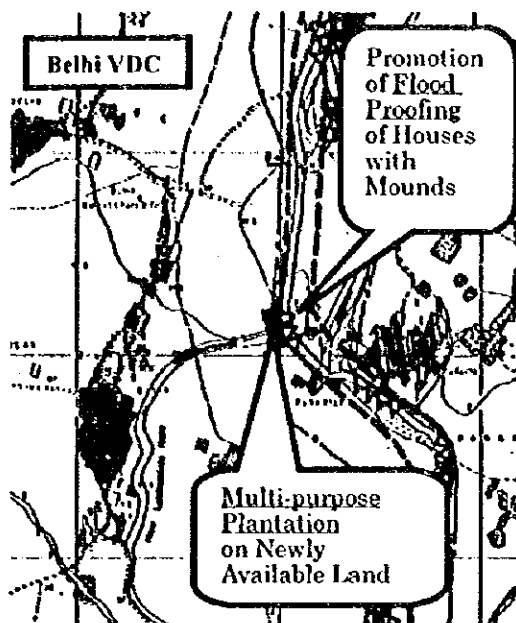 Belhi VDC
Promotion
of Flood
Proofing
of Houses
with
Mounds
Multi-purpose
Plantation
on Newly
Available Land